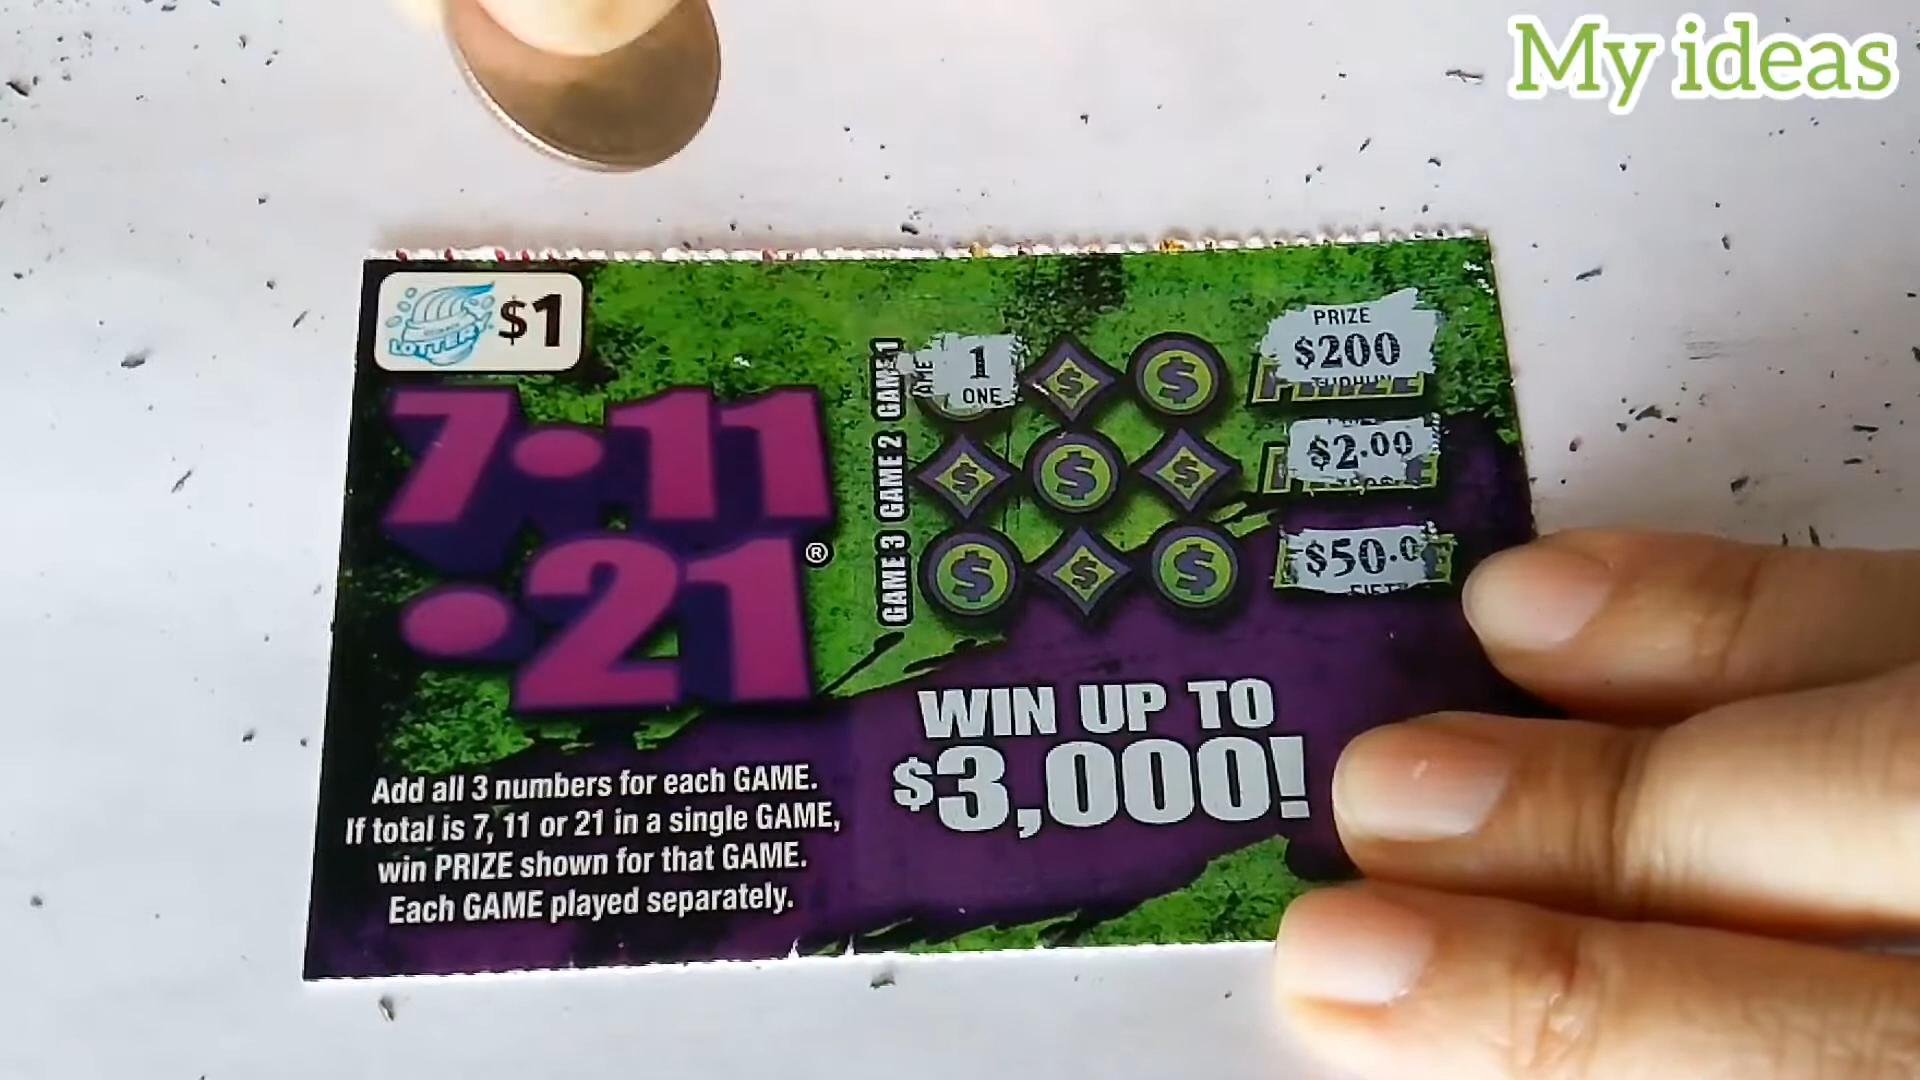 My ideas
LOTTERY
$1
7·11
·21®
Add all 3 numbers for each GAME.
If total is 7, 11 or 21 in a single GAME,
win PRIZE shown for that GAME.
Each GAME played separately.
GAME 1
GAME 2
GAME 3
1
ONE
PRIZE
$200
$2.00
$50.0
WIN UP TO
$3,000!